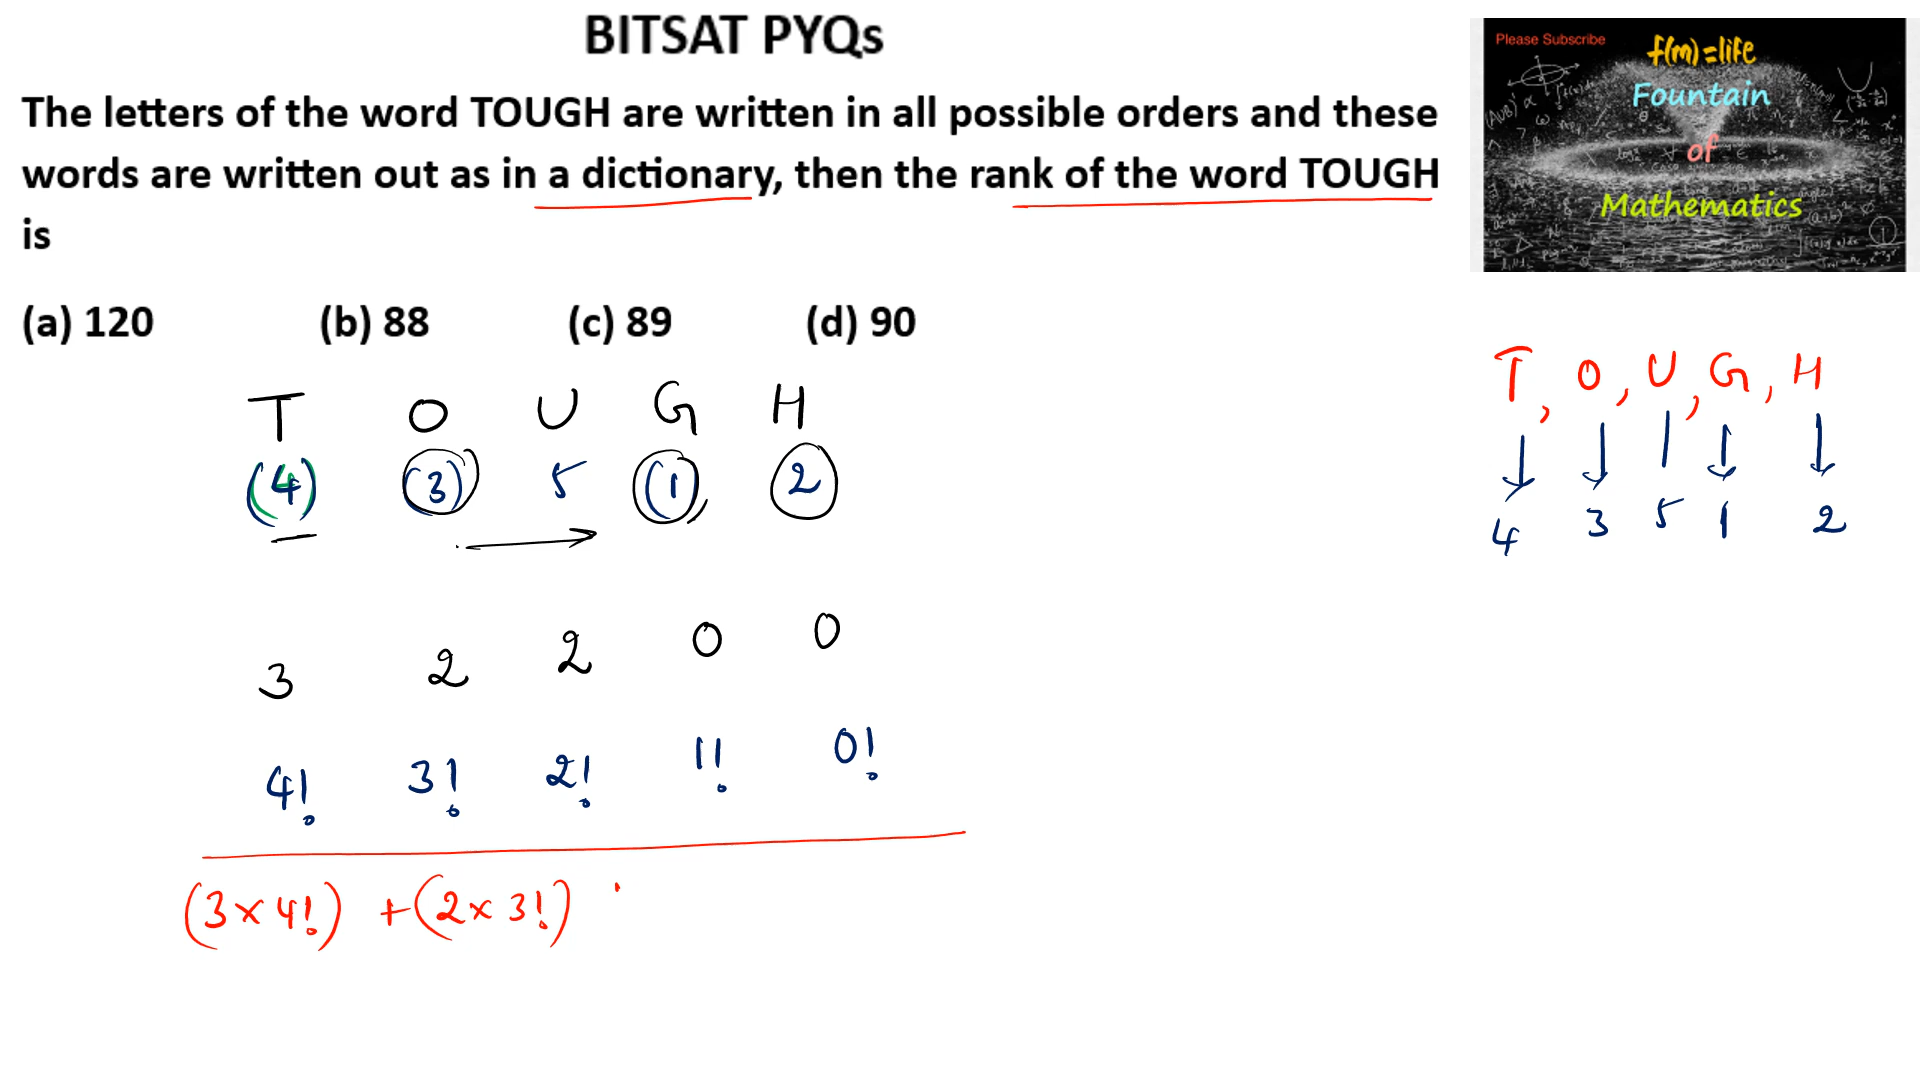 BITSAT PYQs
Please Subscribe
f(m)=life
Fountain
of
Mathematics
The letters of the word TOUGH are written in all possible orders and these
words are written out as in a dictionary, then the rank of the word TOUGH
is
(a) 120 (b) 88 (c) 89 (d) 90
T, O, U, G, H
4 3 5 1 2
T O U G H
(4) (3) 5 (1) 2
3 2 2 0 0
4! 3! 2! 1! 0!
(3 × 4!) + (2 × 3!)